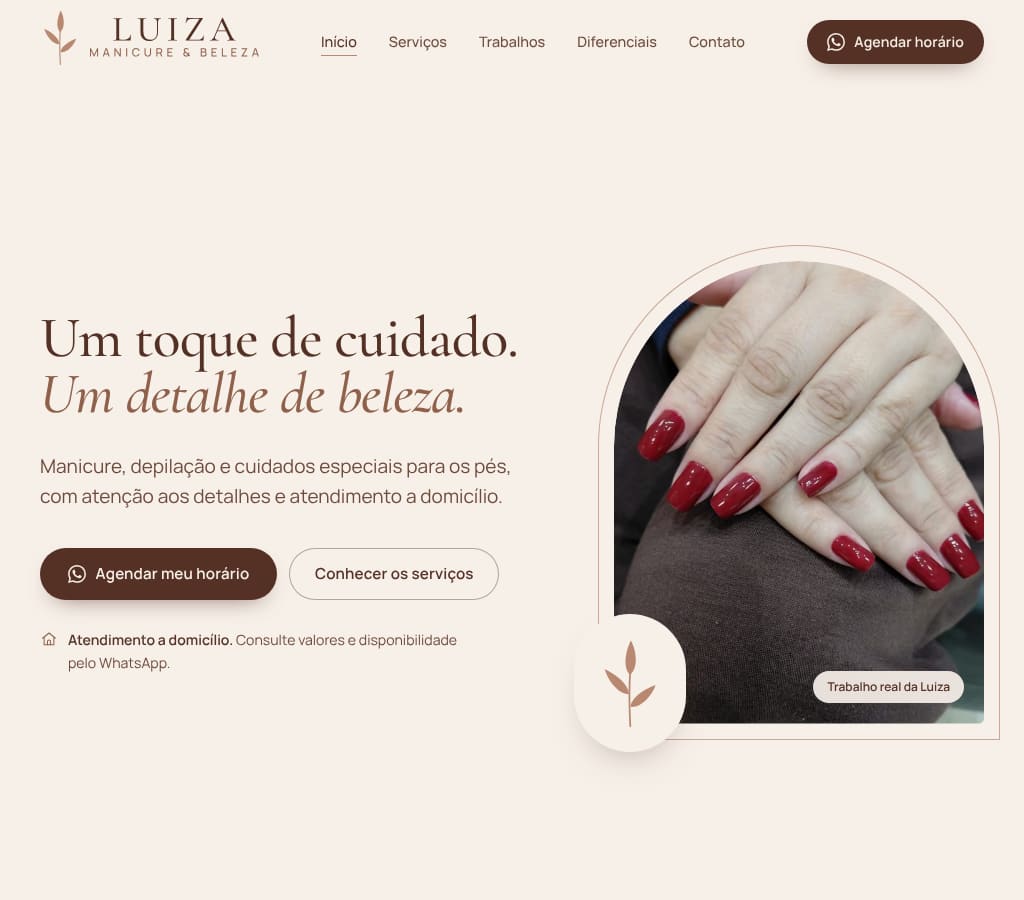 LUIZA
MANICURE & BELEZA
Início
Serviços
Trabalhos
Diferenciais
Contato
Agendar horário
Um toque de cuidado.
Um detalhe de beleza.
Manicure, depilação e cuidados especiais para os pés,
com atenção aos detalhes e atendimento a domicílio.
Agendar meu horário
Conhecer os serviços
Atendimento a domicílio. Consulte valores e disponibilidade
pelo WhatsApp.
Trabalho real da Luiza